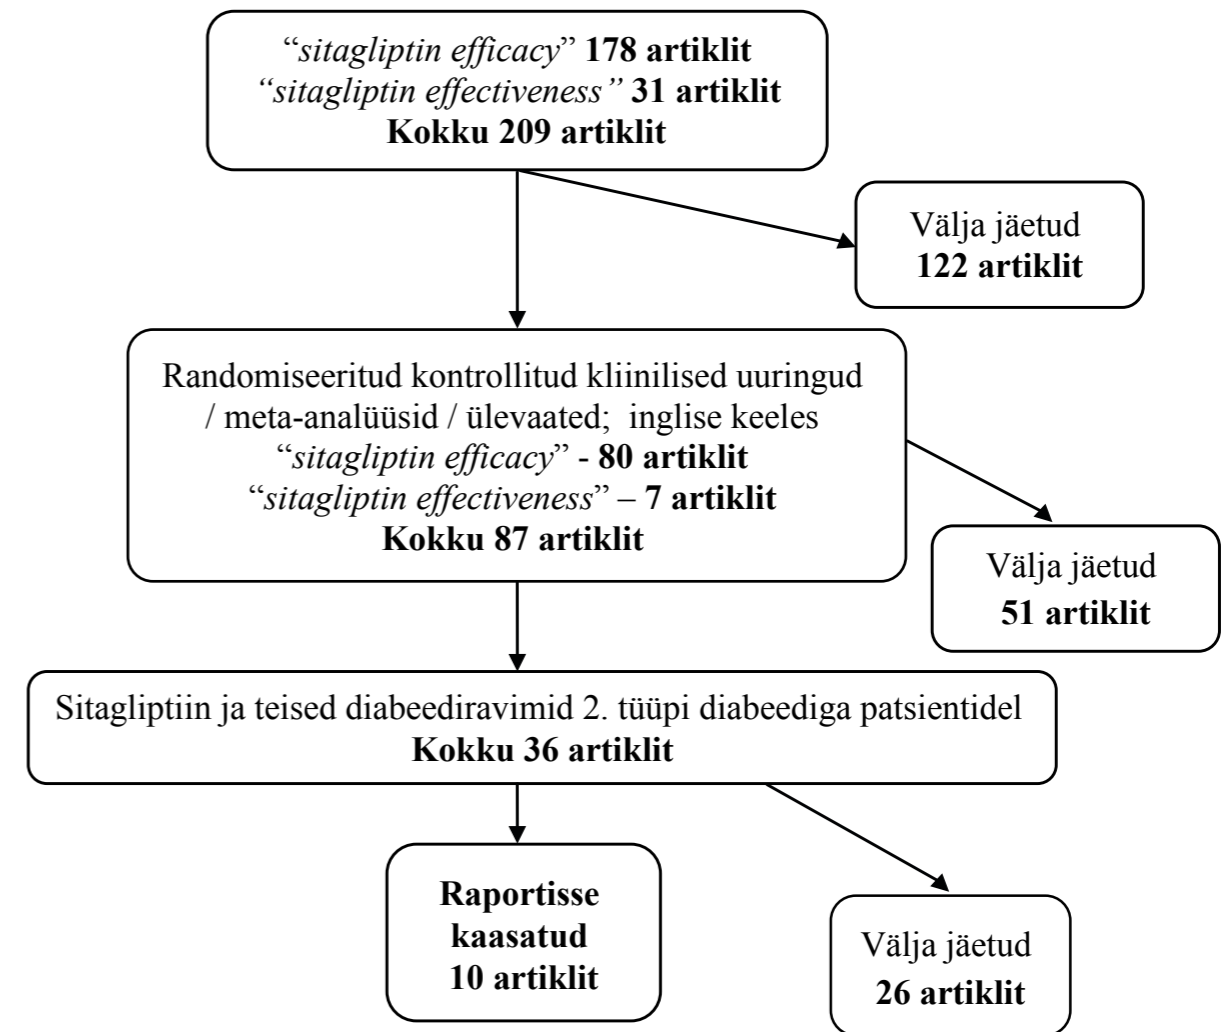 “sitagliptin efficacy” 178 artiklit
“sitagliptin effectiveness” 31 artiklit
Kokku 209 artiklit
Välja jäetud
122 artiklit
Randomiseeritud kontrollitud kliinilised uuringud
/ meta-analüüsid / ülevaated; inglise keeles
“sitagliptin efficacy” - 80 artiklit
“sitagliptin effectiveness” – 7 artiklit
Kokku 87 artiklit
Välja jäetud
51 artiklit
Sitagliptiin ja teised diabeediravimid 2. tüüpi diabeediga patsientidel
Kokku 36 artiklit
Raportisse
kaasatud
10 artiklit
Välja jäetud
26 artiklit